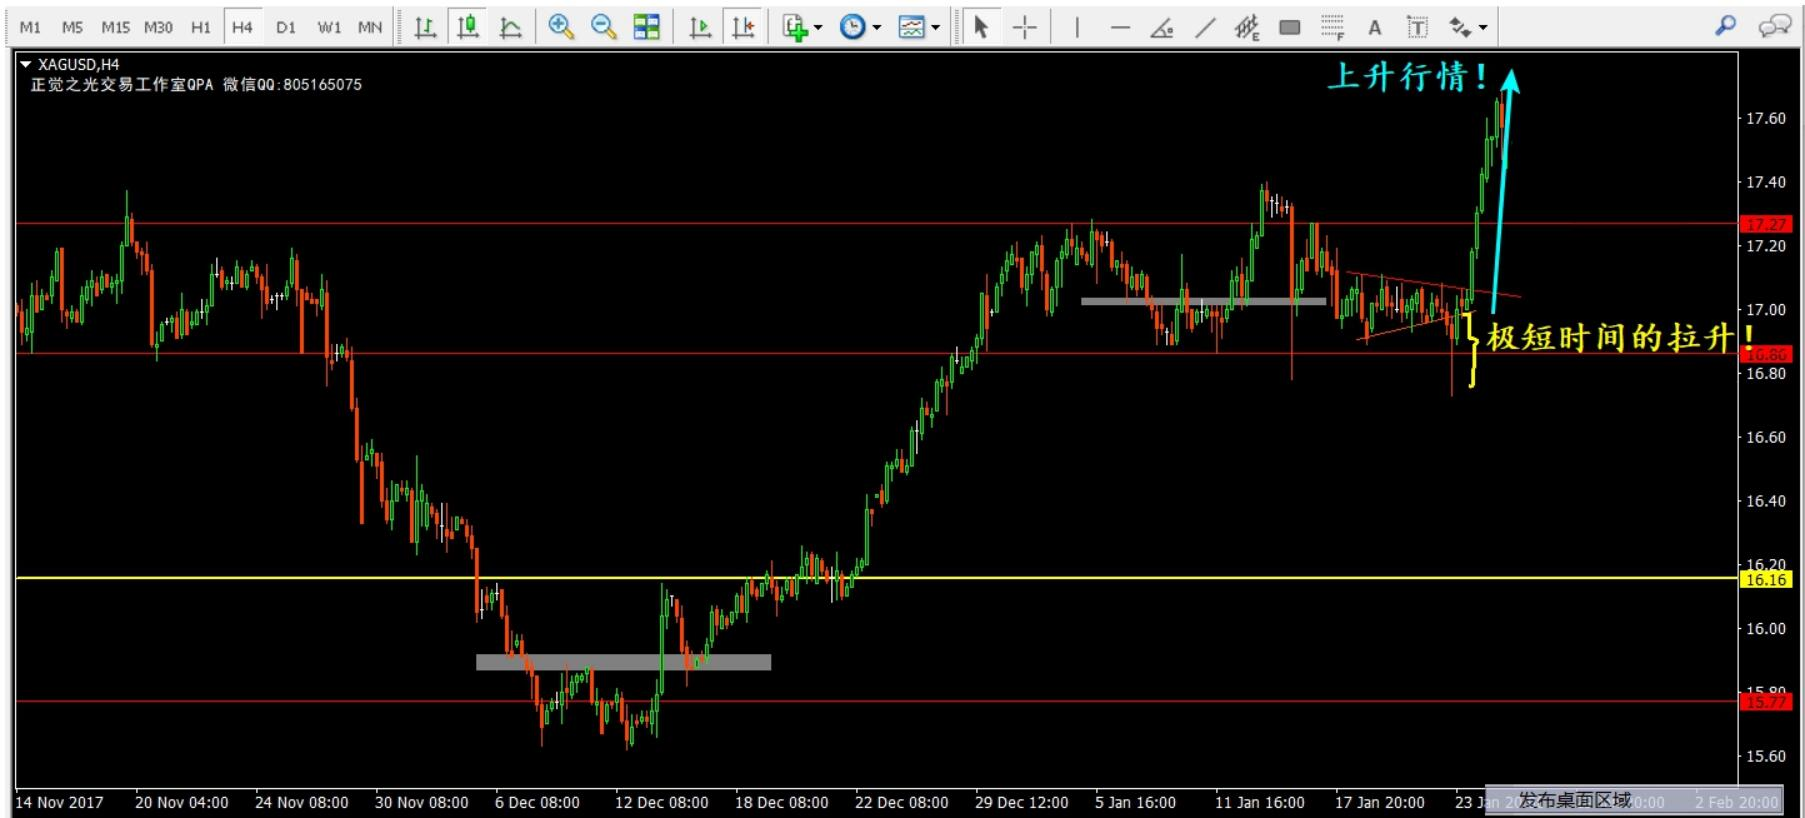 M1 M5 M15 M30 H1 H4 D1 W1 MN E F A T
XAGUSD,H4
正觉之光交易工作室QPA 微信QQ:805165075
上升行情！
17.60
17.40
17.27
17.20
17.00
极短时间的拉升！
16.86
16.80
16.60
16.40
16.20
16.16
16.00
15.80
15.77
15.60
14 Nov 2017 20 Nov 04:00 24 Nov 08:00 30 Nov 08:00 6 Dec 08:00 12 Dec 08:00 18 Dec 08:00 22 Dec 08:00 29 Dec 12:00 5 Jan 16:00 11 Jan 16:00 17 Jan 20:00 23 Jan 2 Feb 20:00
发布桌面区域